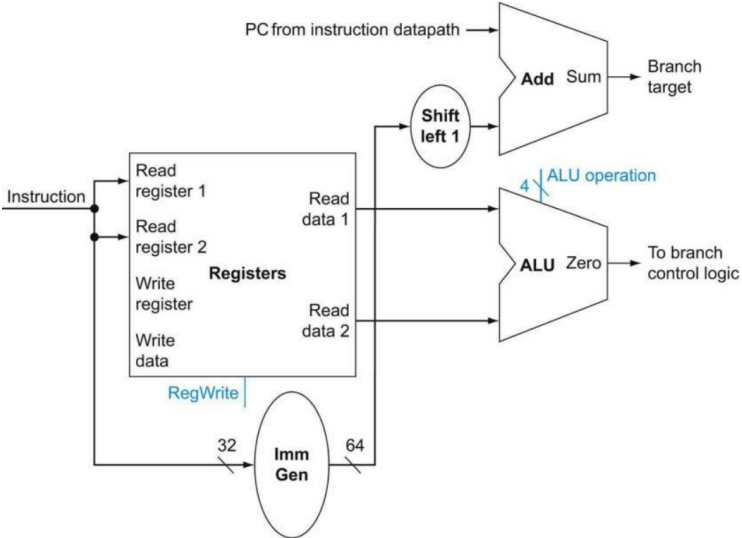 PC from instruction datapath
Add Sum
Branch
target
Shift
left 1
Instruction
Read
register 1
Read
register 2
Write
register
Write
data
Registers
Read
data 1
Read
data 2
RegWrite
4
ALU operation
ALU Zero
To branch
control logic
32
Imm
Gen
64